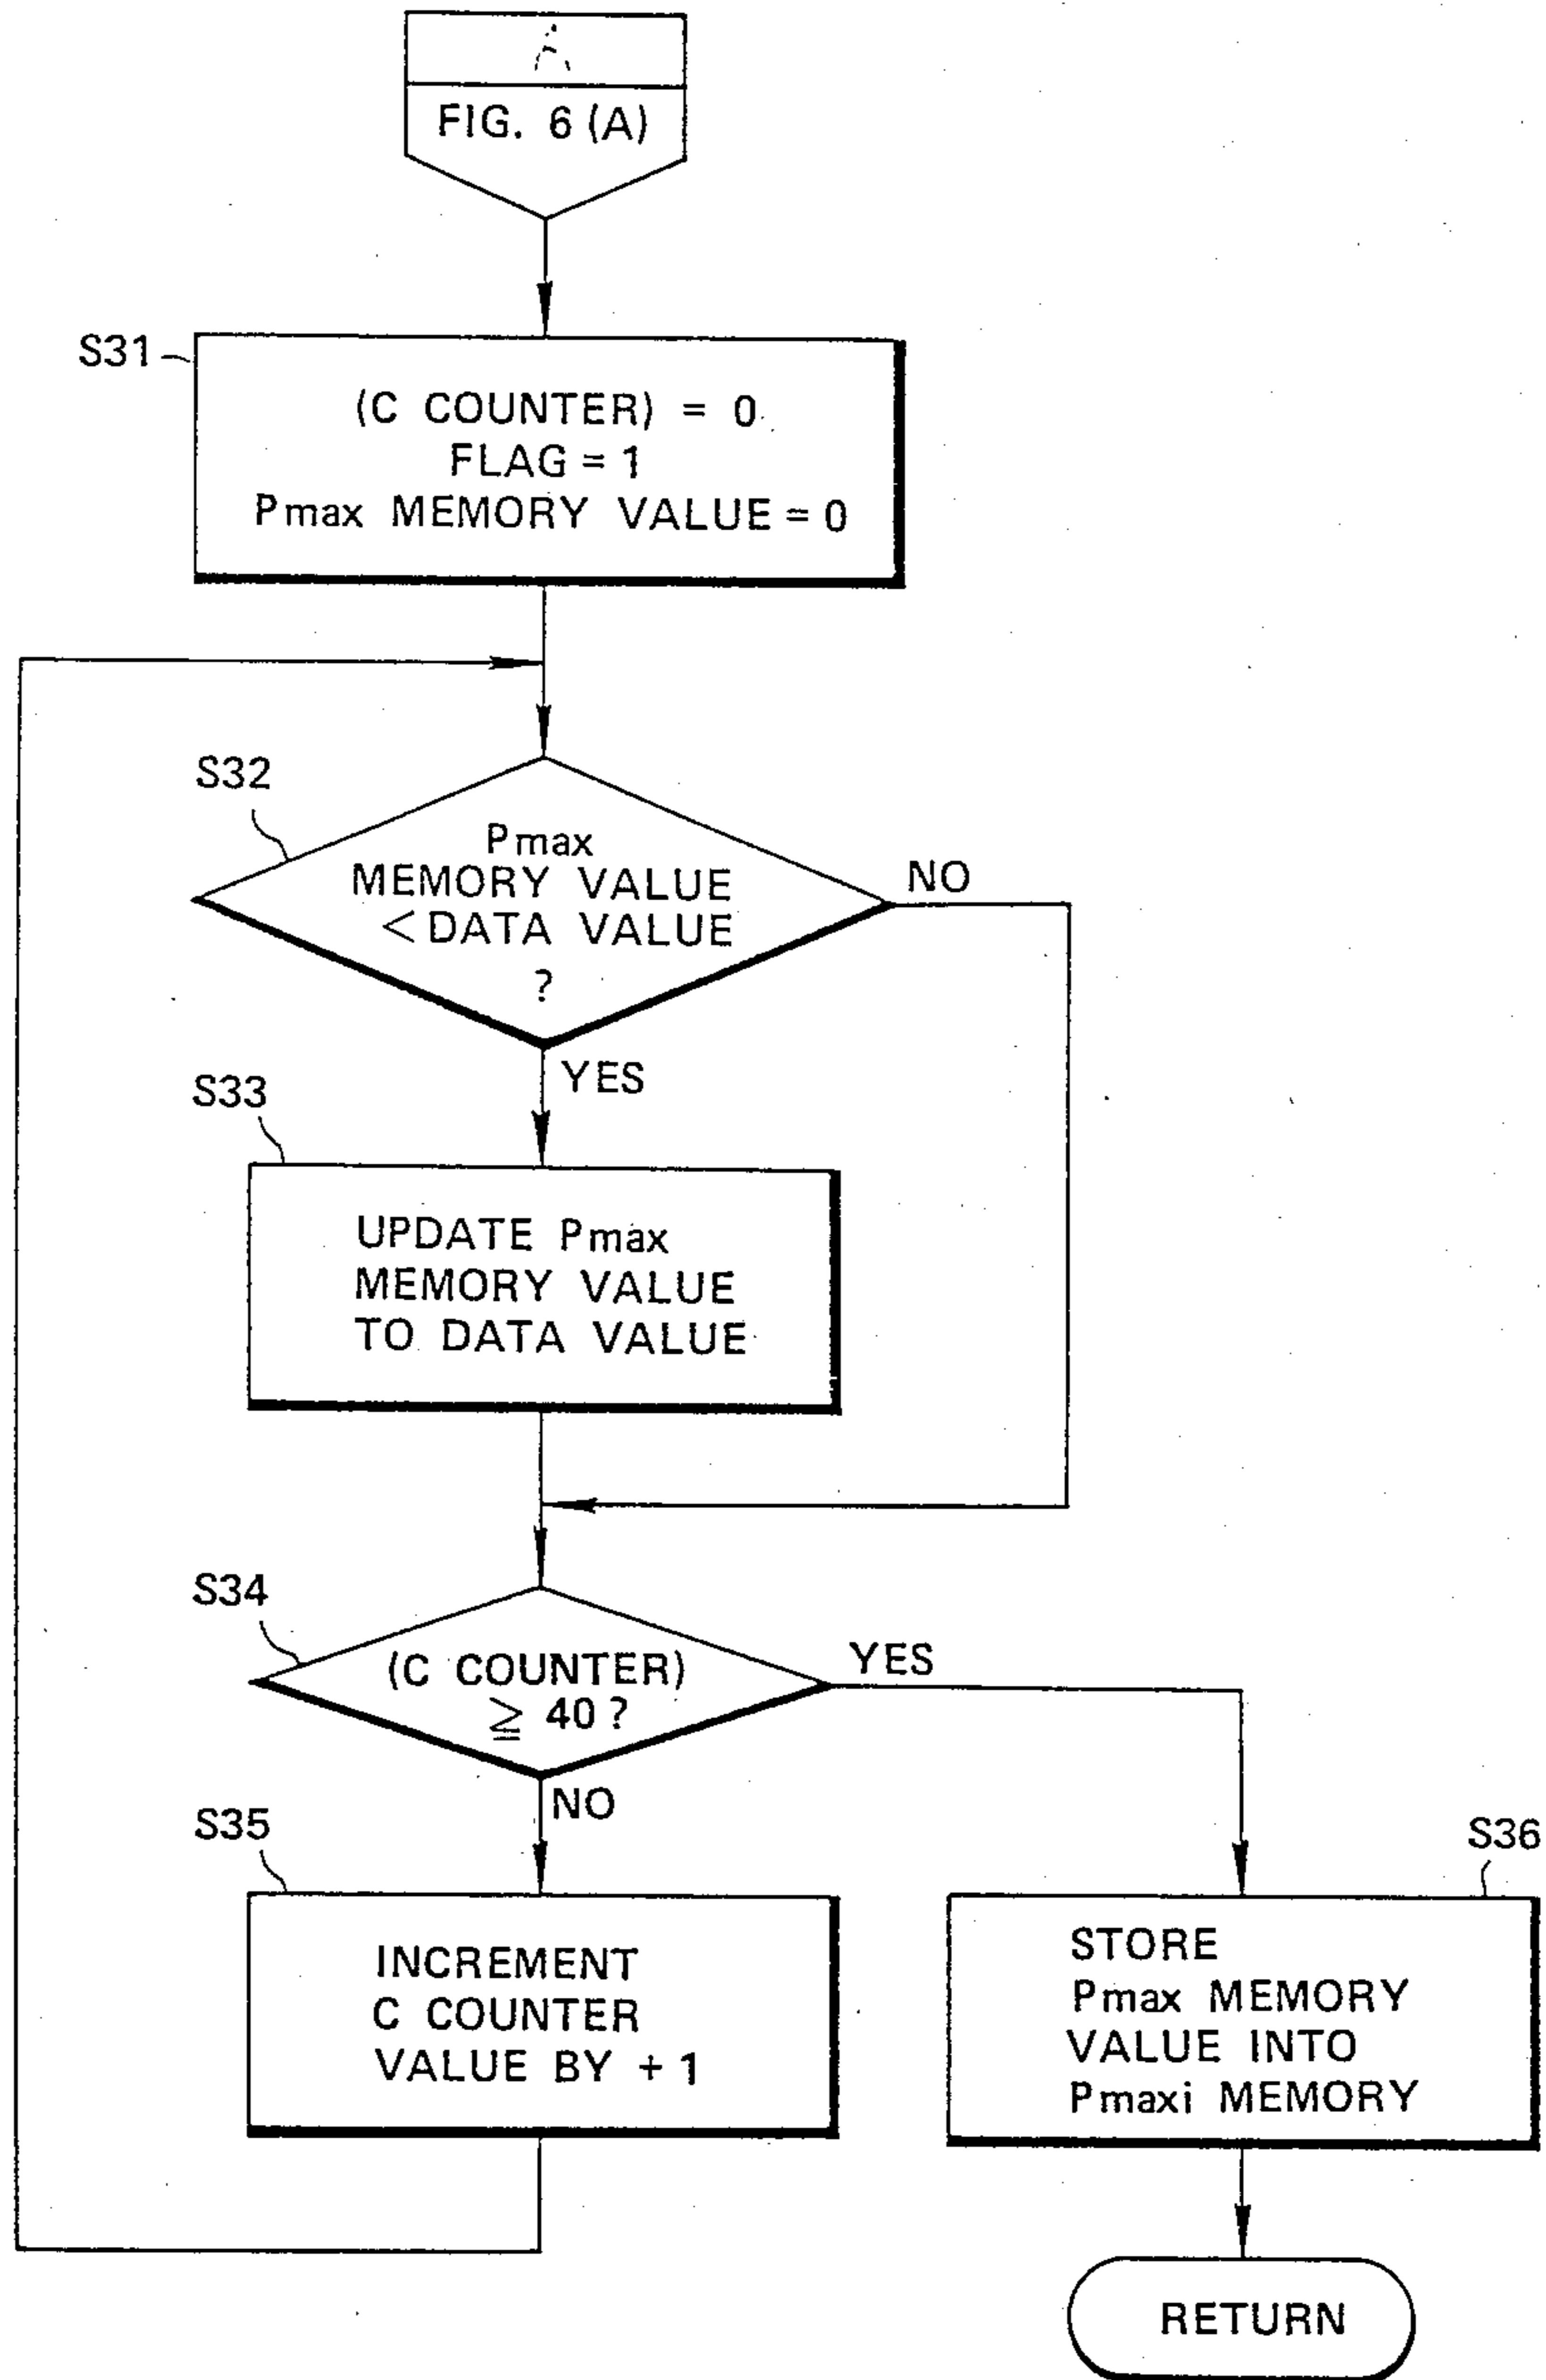 A
FIG. 6 (A)
S31
(C COUNTER) = 0
FLAG = 1
Pmax MEMORY VALUE = 0
S32
Pmax
MEMORY VALUE
< DATA VALUE
?
NO
YES
S33
UPDATE Pmax
MEMORY VALUE
TO DATA VALUE
S34
(C COUNTER)
≧ 40 ?
YES
NO
S35
INCREMENT
C COUNTER
VALUE BY + 1
S36
STORE
Pmax MEMORY
VALUE INTO
Pmaxi MEMORY
RETURN